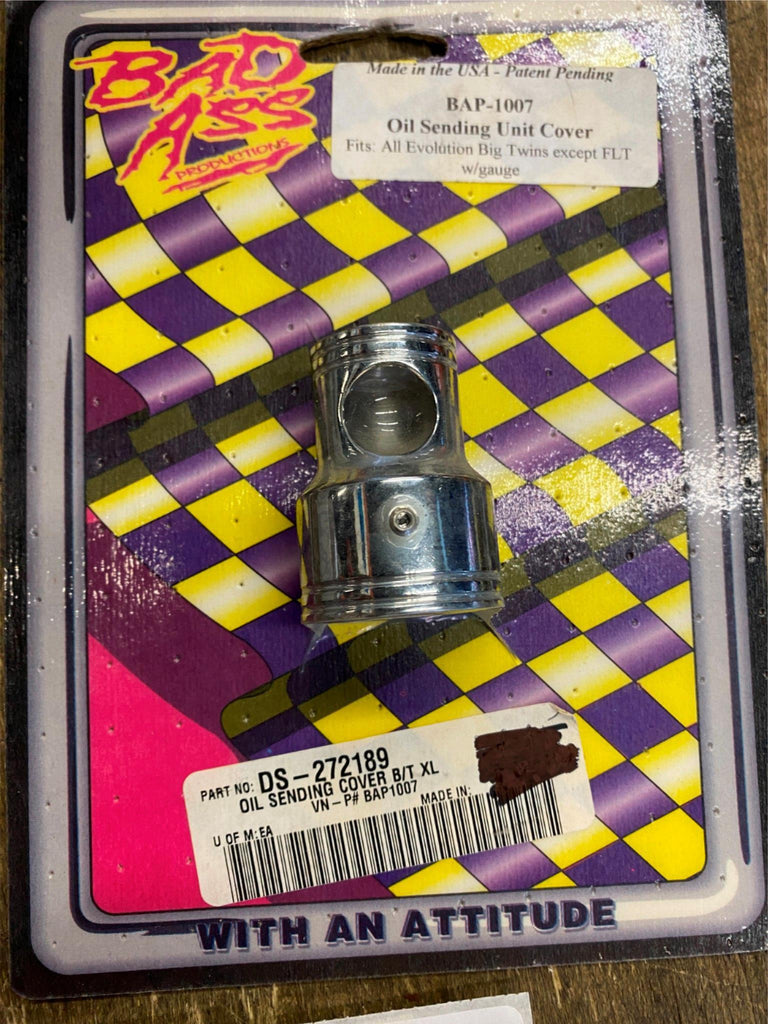 BAD
ASS
PRODUCTIONS
Made in the USA - Patent Pending
BAP-1007
Oil Sending Unit Cover
Fits: All Evolution Big Twins except FLT
w/gauge
PART NO: DS-272189
OIL SENDING COVER B/T XL
VN-P# BAP1007
MADE IN:
U OF M:EA
WITH AN ATTITUDE